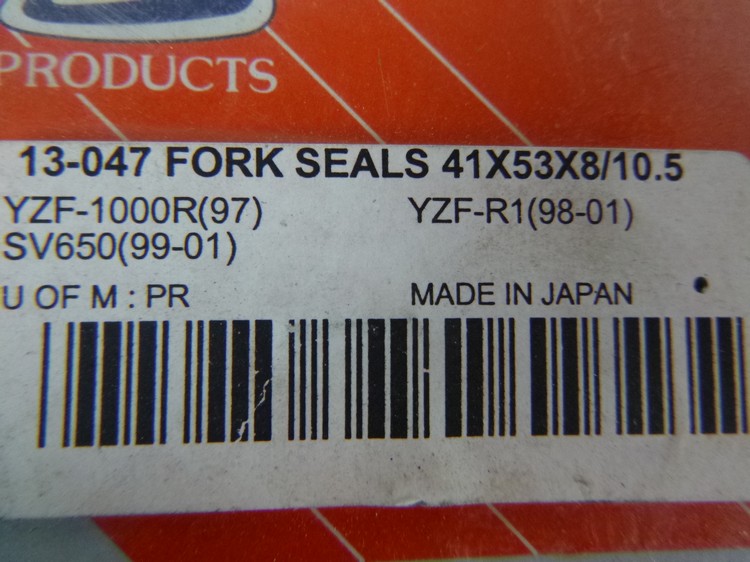 PRODUCTS
13-047 FORK SEALS 41X53X8/10.5
YZF-1000R(97) YZF-R1(98-01)
SV650(99-01)
U OF M : PR MADE IN JAPAN